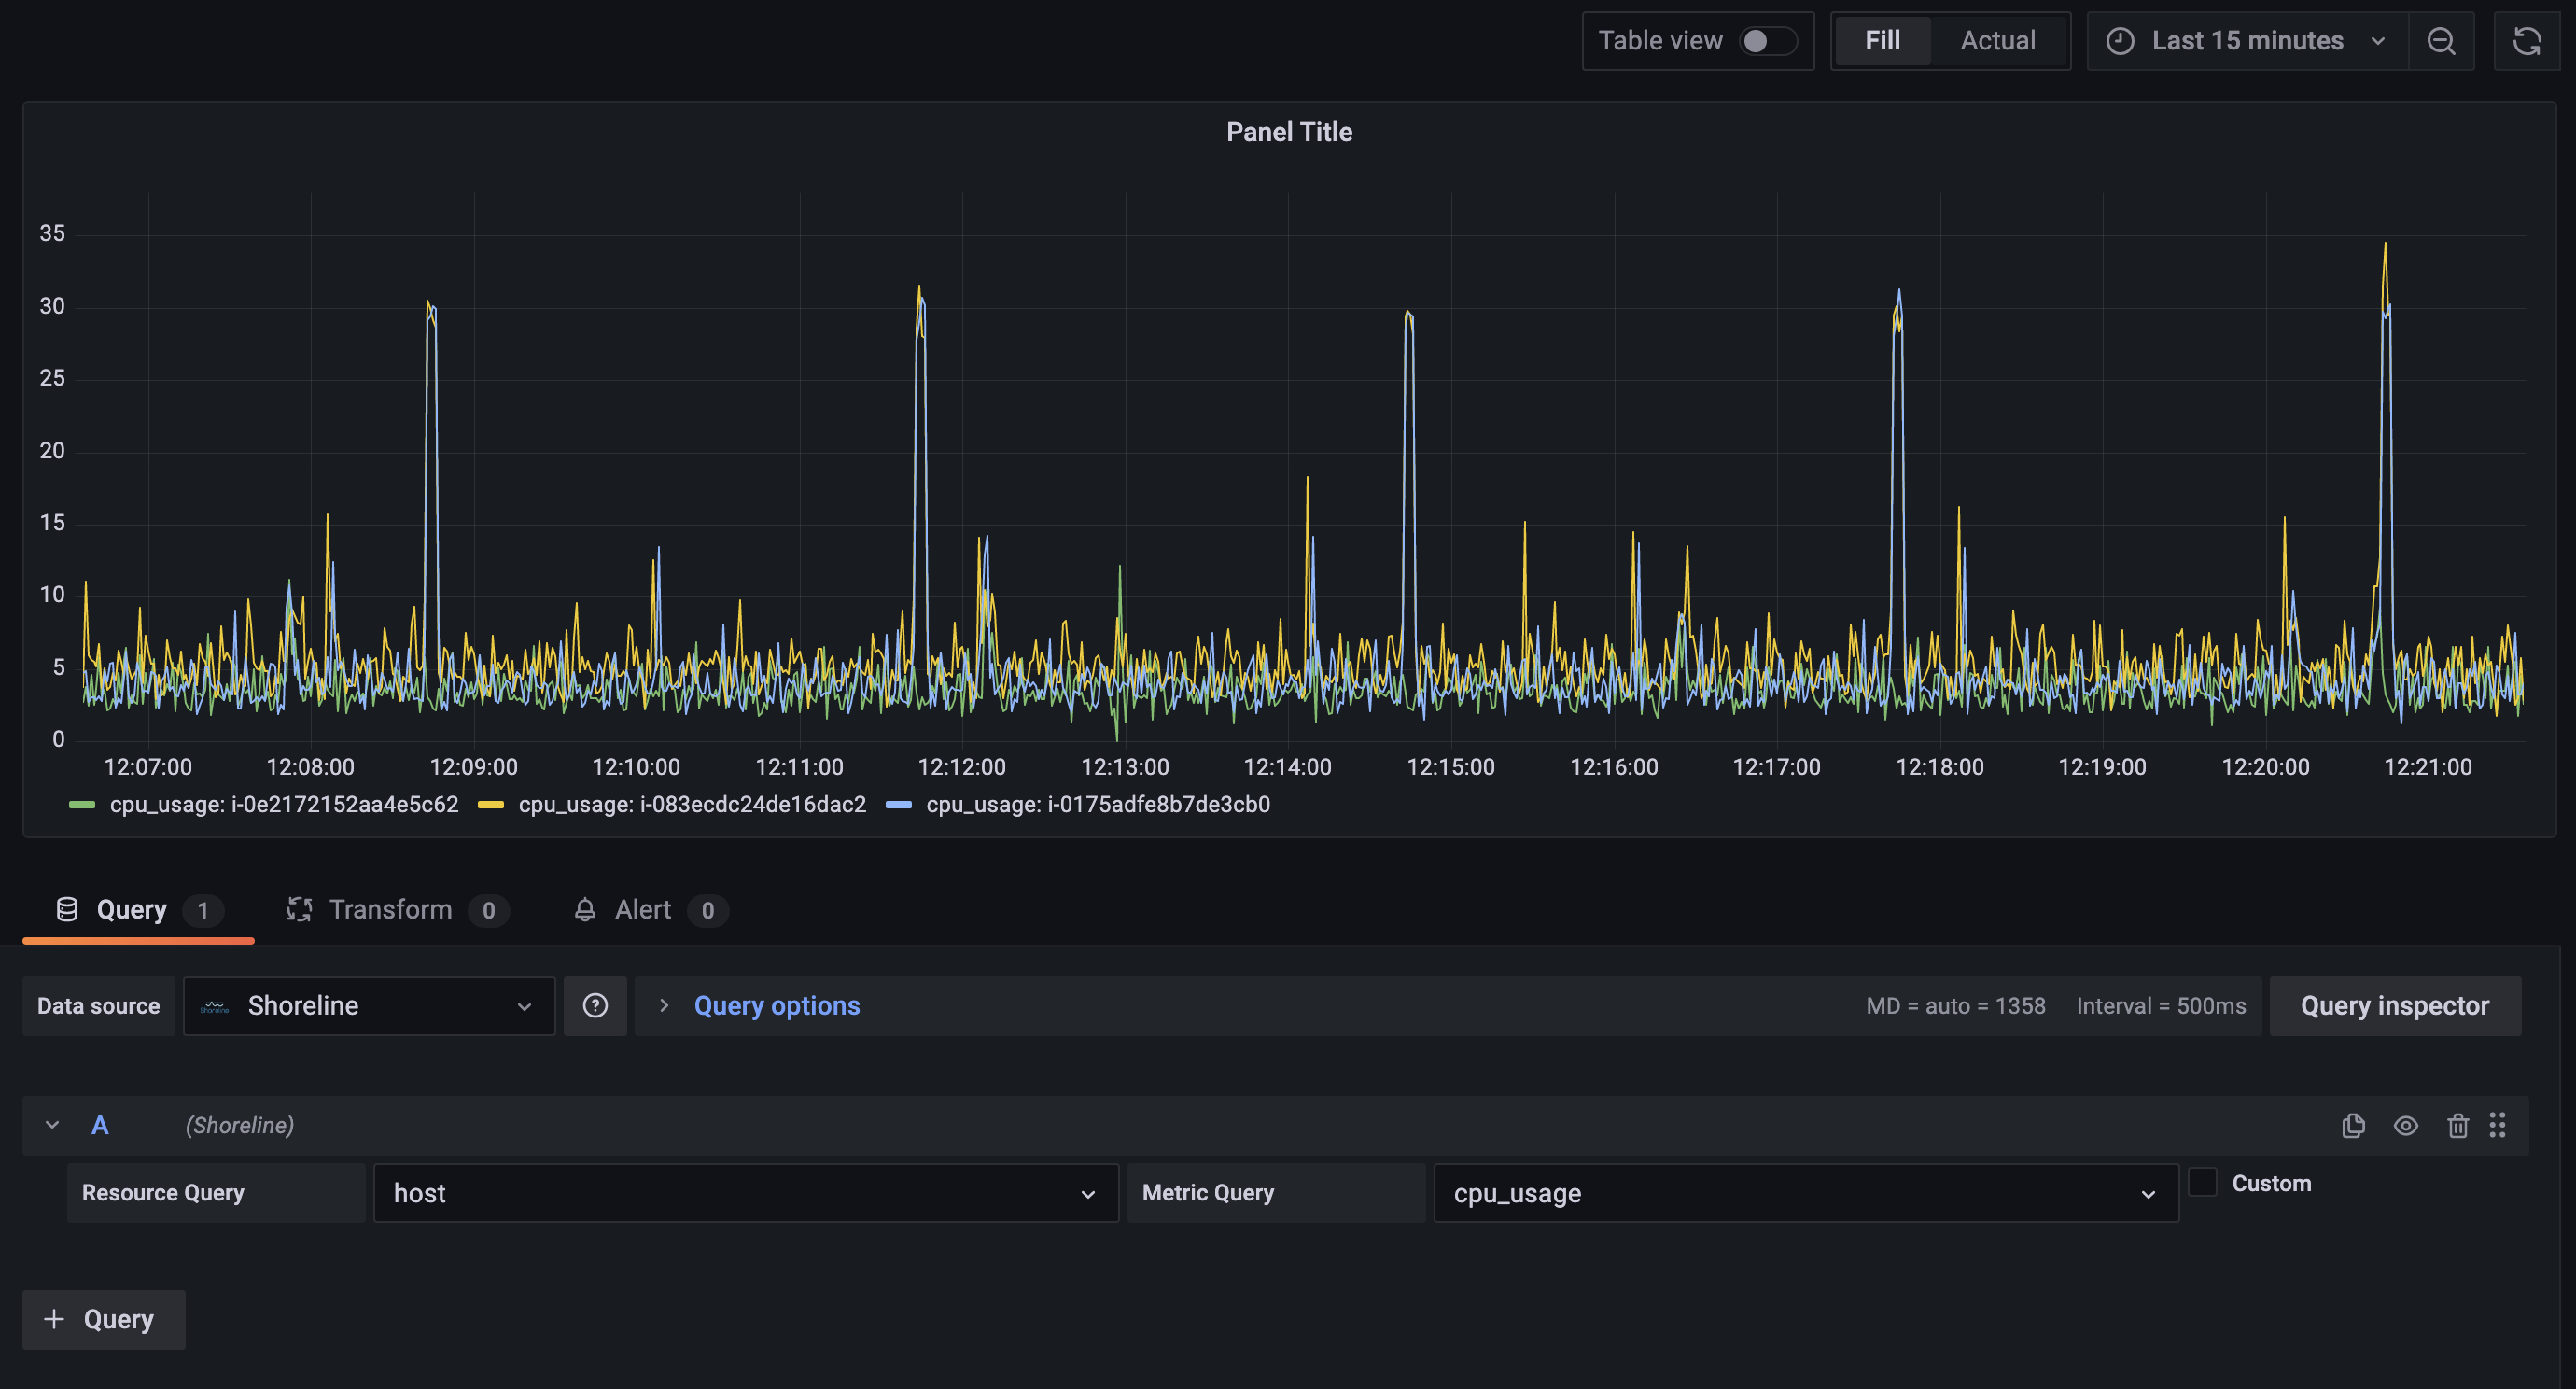 Table view Fill Actual Last 15 minutes
Panel Title
35
30
25
20
15
10
5
0
12:07:00 12:08:00 12:09:00 12:10:00 12:11:00 12:12:00 12:13:00 12:14:00 12:15:00 12:16:00 12:17:00 12:18:00 12:19:00 12:20:00 12:21:00
cpu_usage: i-0e2172152aa4e5c62 cpu_usage: i-083ecdc24de16dac2 cpu_usage: i-0175adfe8b7de3cb0
Query 1 Transform 0 Alert 0
Data source Shoreline Shoreline Query options MD = auto = 1358 Interval = 500ms Query inspector
A (Shoreline)
Resource Query host Metric Query cpu_usage Custom
+ Query